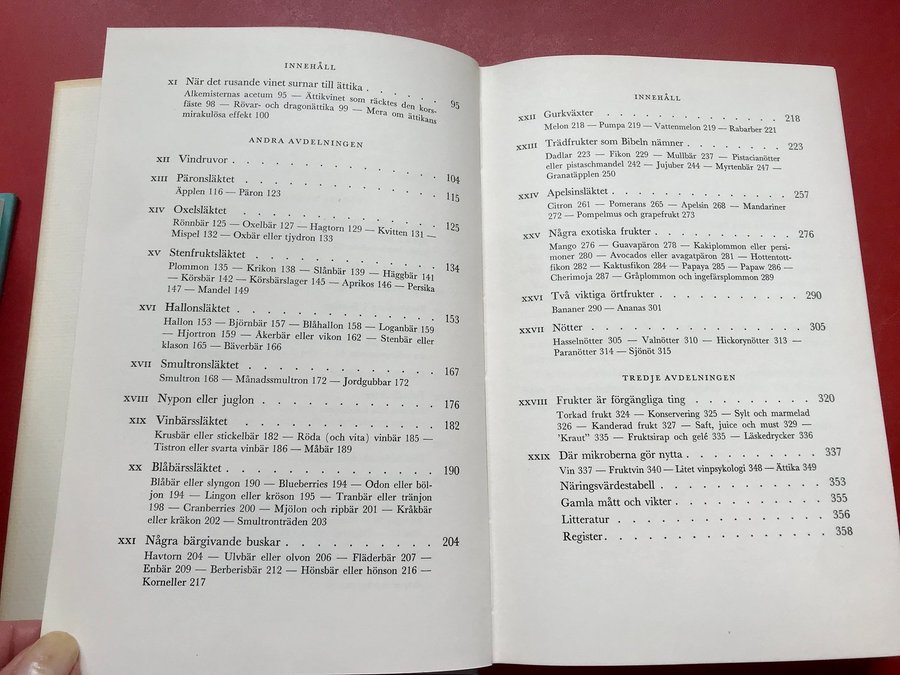 INNEHÅLL
XI När det rusande vinet surnar till ättika . . . . . . 95
Alkemisternas acetum 95 — Ättikvinet som räcktes den kors-
fäste 98 — Rövar- och dragonättika 99 — Mera om ättikans
mirakulösa effekt 100
ANDRA AVDELNINGEN
XII Vindruvor . . . . . . . . . . . . . . . 104
XIII Päronsläktet . . . . . . . . . . . . . . 115
Äpplen 116 — Päron 123
XIV Oxelsläktet . . . . . . . . . . . . . . 125
Rönnbär 125 — Oxelbär 127 — Hagtorn 129 — Kvitten 131 —
Mispel 132 — Oxbär eller tjydron 133
XV Stenfruktsläktet . . . . . . . . . . . . . 134
Plommon 135 — Krikon 138 — Slånbär 139 — Häggbär 141
— Körsbär 142 — Körsbärslager 145 — Aprikos 146 — Persika
147 — Mandel 149
XVI Hallonsläktet . . . . . . . . . . . . . . 153
Hallon 153 — Björnbär 157 — Blåhallon 158 — Loganbär 159
— Hjortron 159 — Åkerbär eller vikon 162 — Stenbär eller
klason 165 — Bäverbär 166
XVII Smultronsläktet . . . . . . . . . . . . . 167
Smultron 168 — Månadssmultron 172 — Jordgubbar 172
XVIII Nypon eller juglon . . . . . . . . . . . . 176
XIX Vinbärssläktet . . . . . . . . . . . . . . 182
Krusbär eller stickelbär 182 — Röda (och vita) vinbär 185 —
Tistron eller svarta vinbär 186 — Måbär 189
XX Blåbärssläktet . . . . . . . . . . . . . . 190
Blåbär eller slyngon 190 — Blueberries 194 — Odon eller böl-
jon 194 — Lingon eller kröson 195 — Tranbär eller tränjon
198 — Cranberries 200 — Mjölon och ripbär 201 — Kråkbär
eller kräkon 202 — Smultronträden 203
XXI Några bärgivande buskar . . . . . . . . . . 204
Havtorn 204 — Ulvbär eller olvon 206 — Fläderbär 207 —
Enbär 209 — Berberisbär 212 — Hönsbär eller hönson 216 —
Korneller 217
INNEHÅLL
XXII Gurkväxter . . . . . . . . . . . . . . 218
Melon 218 — Pumpa 219 — Vattenmelon 219 — Rabarber 221
XXIII Trädfrukter som Bibeln nämner . . . . . . . . 223
Dadlar 223 — Fikon 229 — Mullbär 237 — Pistacianötter
eller pistaschmandel 242 — Jujuber 244 — Myrtenbär 247 —
Granatäpplen 250
XXIV Apelsinsläktet . . . . . . . . . . . . . 257
Citron 261 — Pomerans 265 — Apelsin 268 — Mandariner
272 — Pompelmus och grapefrukt 273
XXV Några exotiska frukter . . . . . . . . . . . 276
Mango 276 — Guavapäron 278 — Kakiplommon eller persi-
moner 280 — Avocados eller avagatpäron 281 — Hottentott-
fikon 282 — Kaktusfikon 284 — Papaya 285 — Papaw 286 —
Cherimoja 287 — Gråplommon och ingefärsplommon 289
XXVI Två viktiga örtfrukter . . . . . . . . . . . 290
Bananer 290 — Ananas 301
XXVII Nötter . . . . . . . . . . . . . . . . 305
Hasselnötter 305 — Valnötter 310 — Hickorynötter 313 —
Paranötter 314 — Sjönöt 315
TREDJE AVDELNINGEN
XXVIII Frukter är förgängliga ting . . . . . . . . . 320
Torkad frukt 324 — Konservering 325 — Sylt och marmelad
326 — Kanderad frukt 327 — Saft, juice och must 329 —
"Kraut" 335 — Fruktsirap och gelé 335 — Läskedrycker 336
XXIX Där mikroberna gör nytta . . . . . . . . . . 337
Vin 337 — Fruktvin 340 — Litet vinpsykologi 348 — Ättika 349
Näringsvärdestabell . . . . . . . . . . . . 353
Gamla mått och vikter . . . . . . . . . . . 355
Litteratur . . . . . . . . . . . . . . . 356
Register . . . . . . . . . . . . . . . . 358